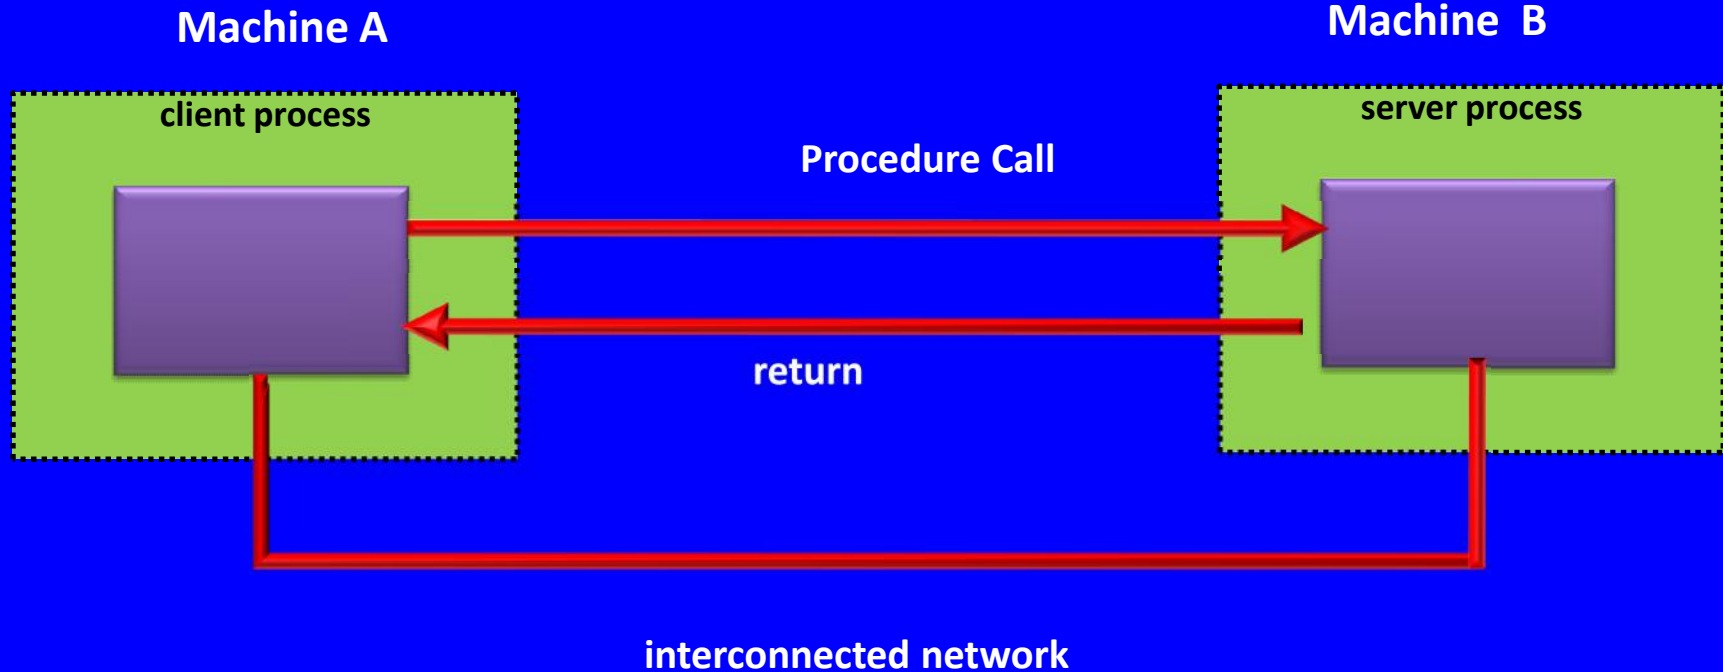 Machine A
Machine  B
client process
server process
Procedure Call
return
interconnected network